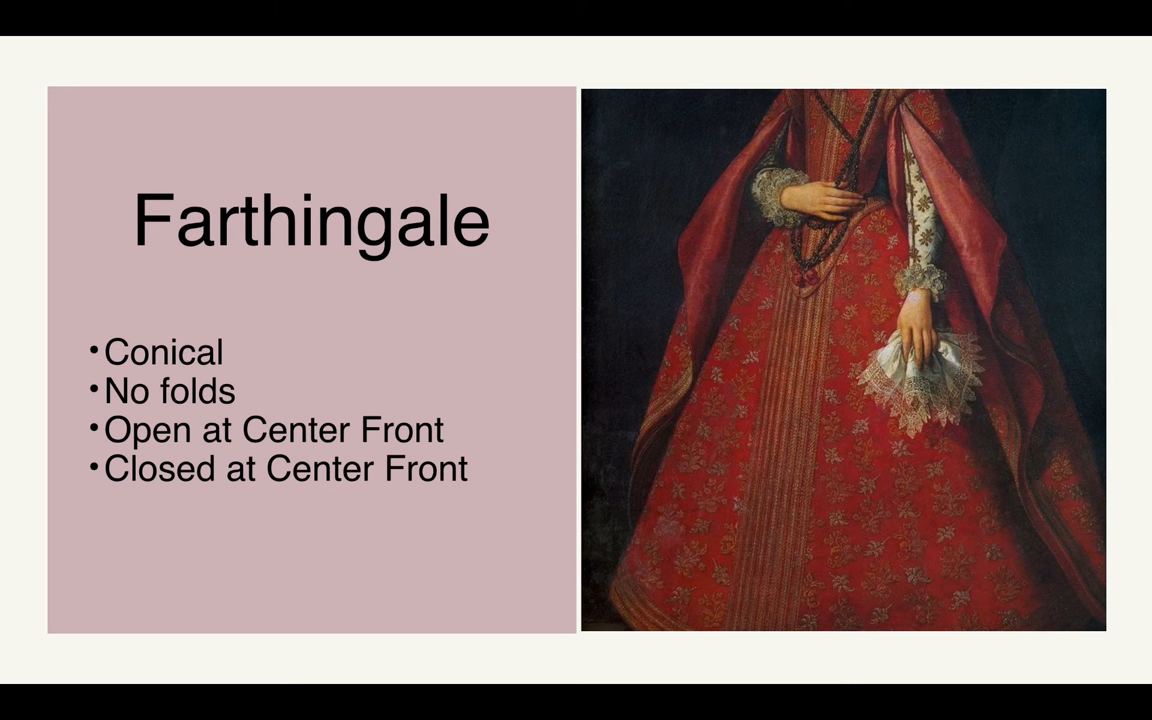 Farthingale
•Conical
•No folds
•Open at Center Front
•Closed at Center Front